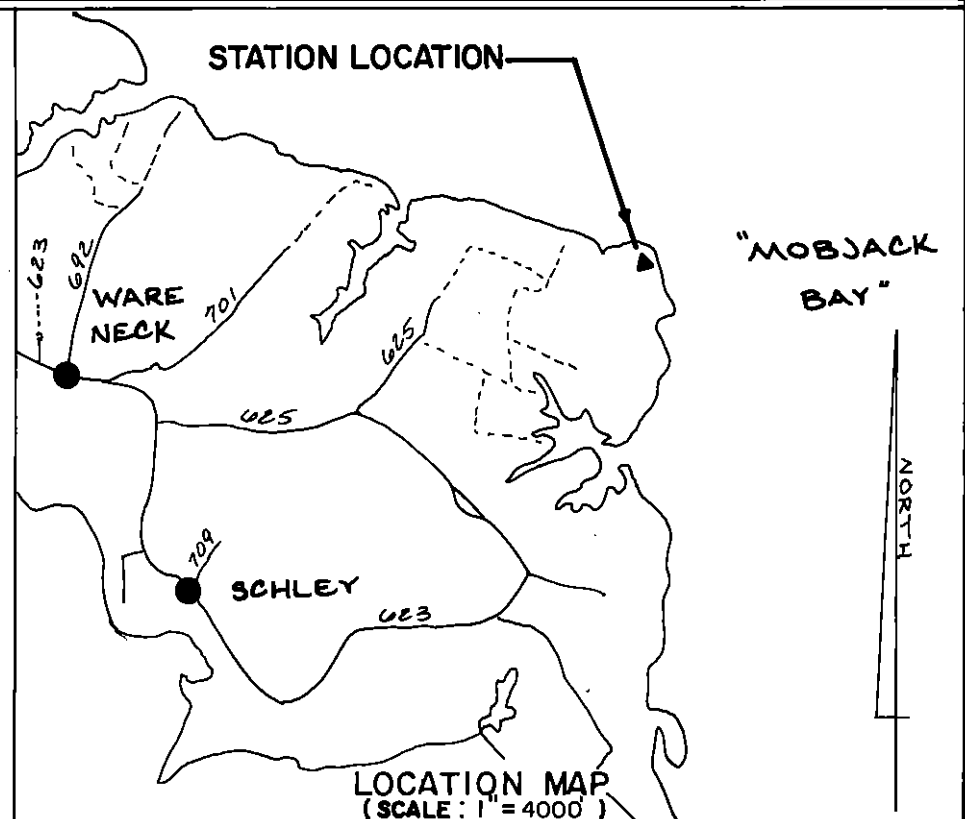 STATION LOCATION
"MOBJACK
BAY"
623
692
WARE
NECK
701
625
625
NORTH
709
SCHLEY
623
LOCATION MAP
(SCALE: 1" = 4000')